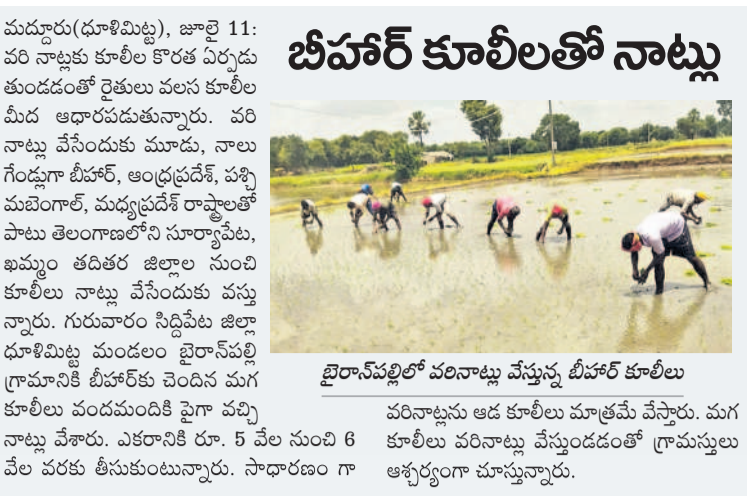 బీహార్ కూలీలతో నాట్లు
మద్దూరు(ధూళిమిట్ట), జూలై 11:
వరి నాట్లకు కూలీల కొరత ఏర్పడు
తుండడంతో రైతులు వలస కూలీల
మీద ఆధారపడుతున్నారు. వరి
నాట్లు వేసేందుకు మూడు, నాలు
గేండ్లుగా బీహార్, ఆంధ్రప్రదేశ్, పశ్చి
మబెంగాల్, మధ్యప్రదేశ్ రాష్ట్రాలతో
పాటు తెలంగాణలోని సూర్యాపేట,
ఖమ్మం తదితర జిల్లాల నుంచి
కూలీలు నాట్లు వేసేందుకు వస్తు
న్నారు. గురువారం సిద్దిపేట జిల్లా
ధూళిమిట్ట మండలం బైరాన్‌పల్లి
గ్రామానికి బీహార్‌కు చెందిన మగ
కూలీలు వందమందికి పైగా వచ్చి
నాట్లు వేశారు. ఎకరానికి రూ. 5 వేల నుంచి 6
వేల వరకు తీసుకుంటున్నారు. సాధారణం గా
బైరాన్‌పల్లిలో వరినాట్లు వేస్తున్న బీహార్ కూలీలు
వరినాట్లను ఆడ కూలీలు మాత్రమే వేస్తారు. మగ
కూలీలు వరినాట్లు వేస్తుండడంతో గ్రామస్తులు
ఆశ్చర్యంగా చూస్తున్నారు.